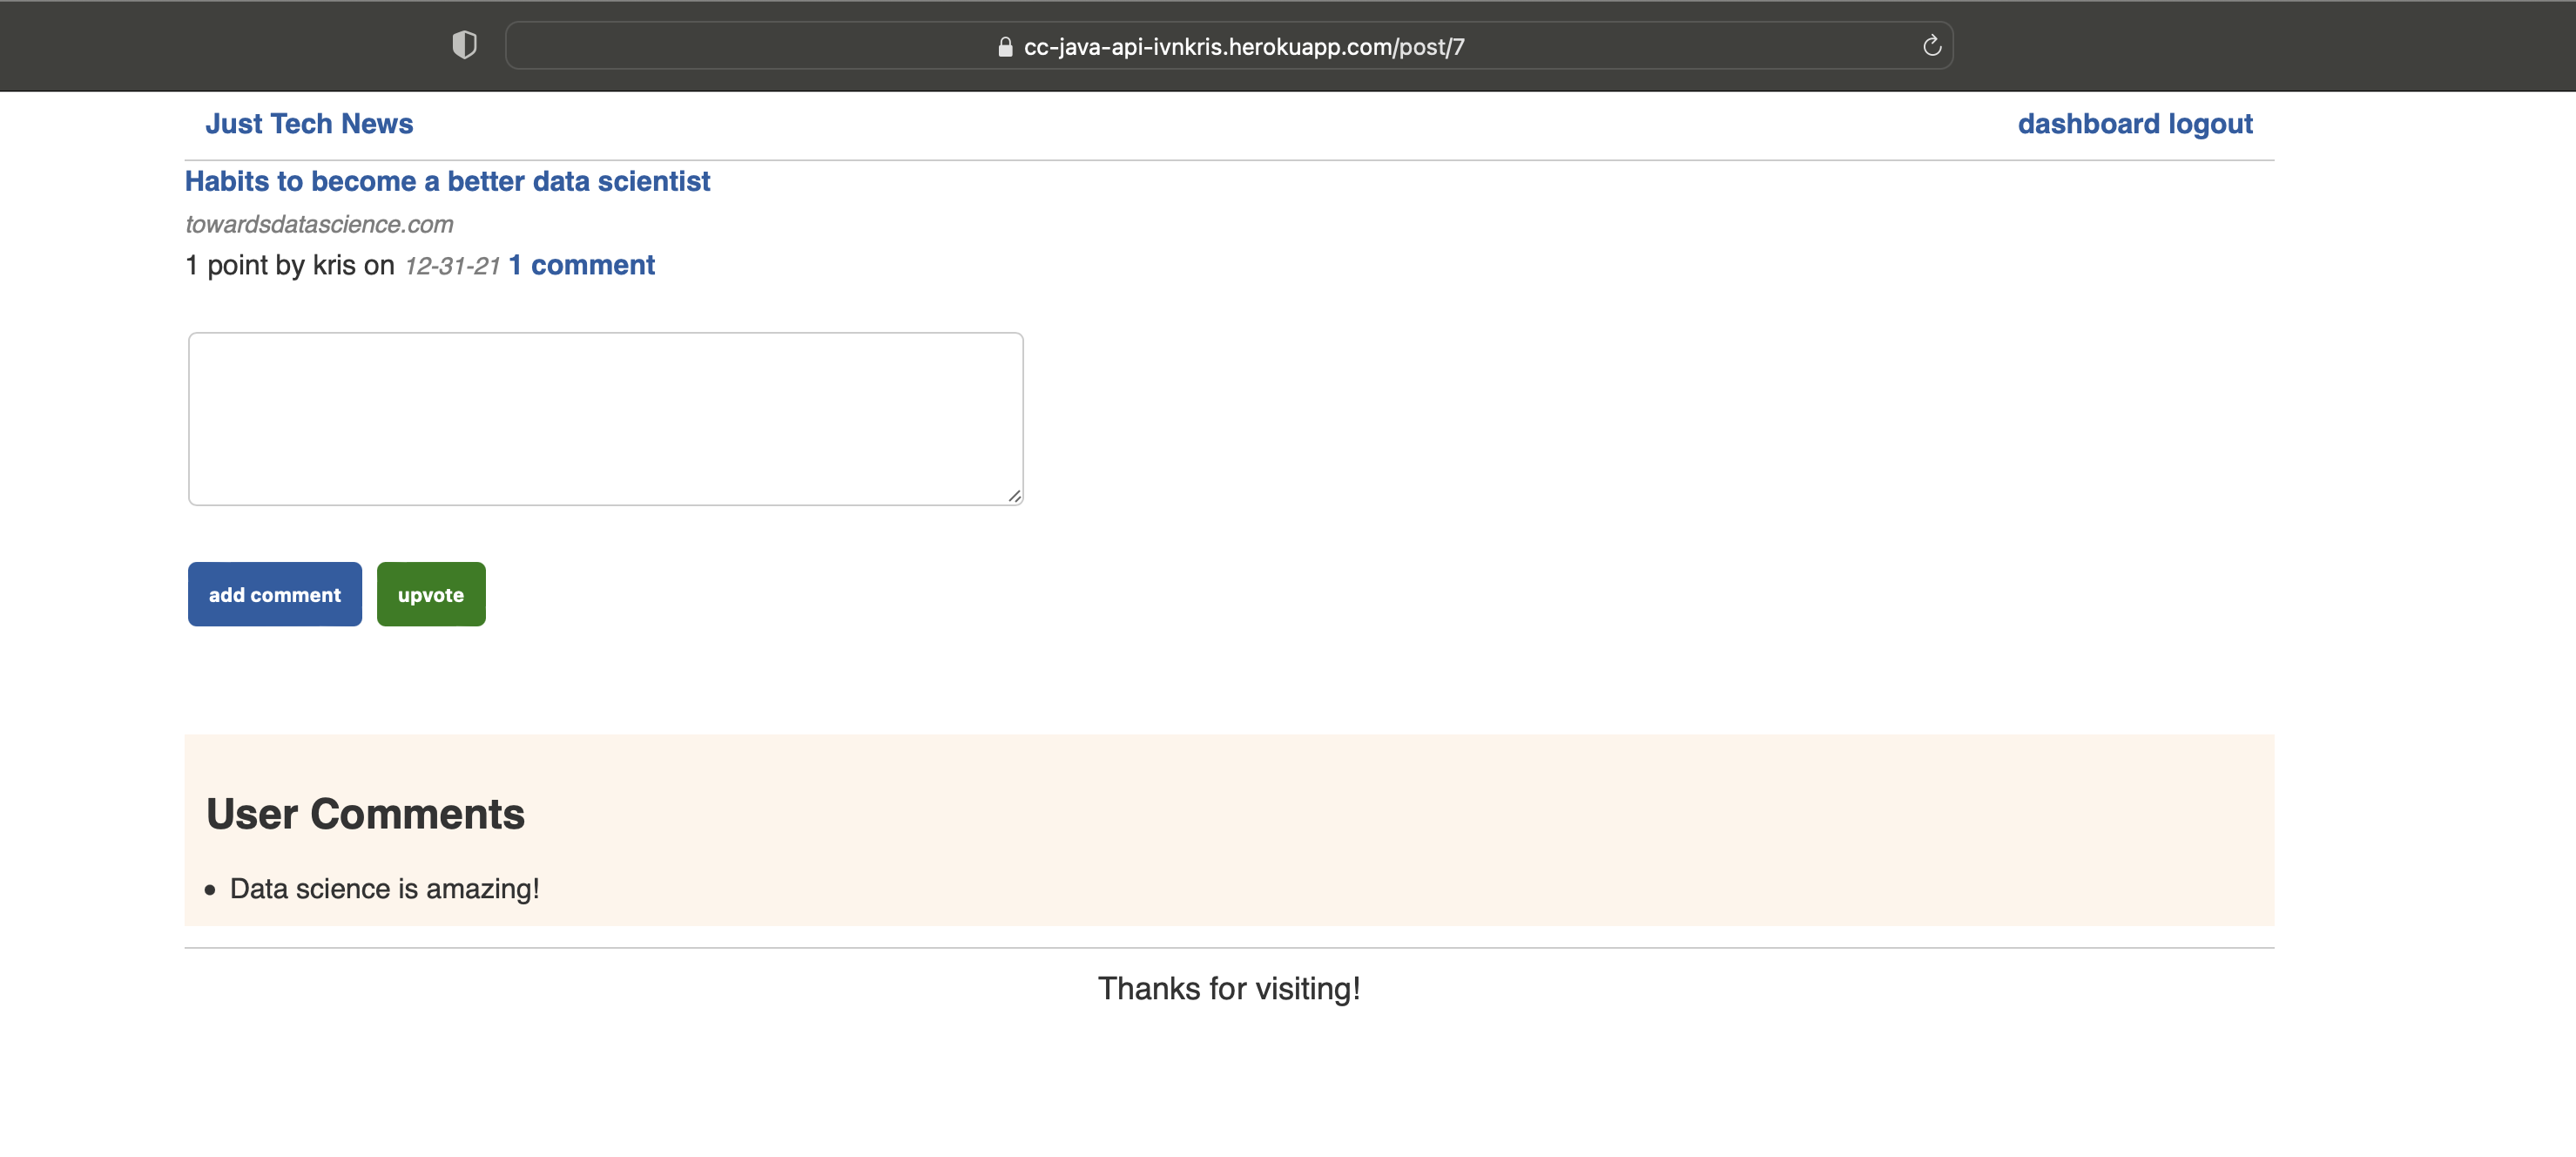 cc-java-api-ivnkris.herokuapp.com/post/7
Just Tech News dashboard logout
Habits to become a better data scientist
towardsdatascience.com
1 point by kris on 12-31-21 1 comment
add comment upvote
User Comments
• Data science is amazing!
Thanks for visiting!